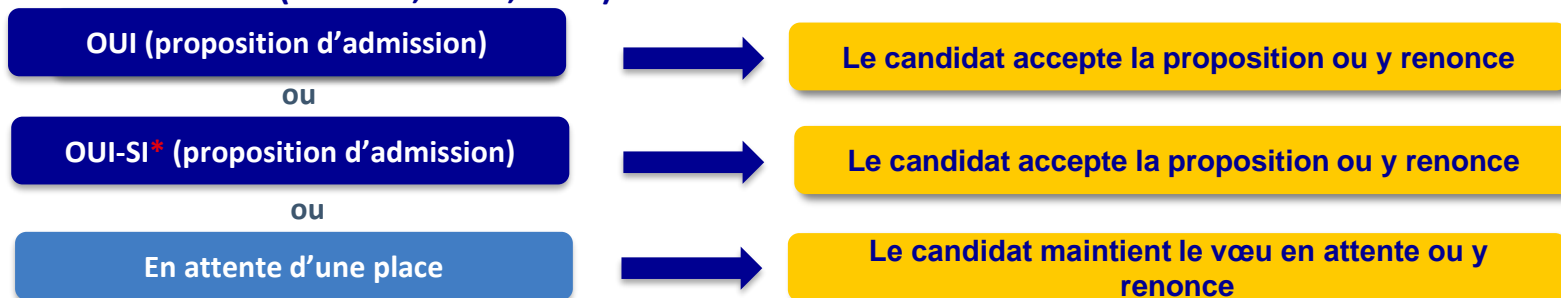 OUI (proposition d’admission)
Le candidat accepte la proposition ou y renonce
ou
OUI-SI* (proposition d’admission)
Le candidat accepte la proposition ou y renonce
ou
En attente d’une place
Le candidat maintient le vœu en attente ou y
renonce